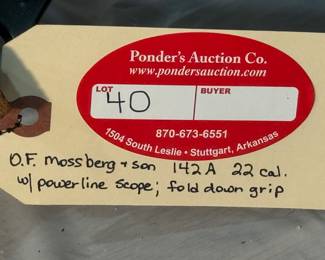 Ponder's Auction Co.
www.pondersauction.com
LOT BUYER
40
870-673-6551
1504 South Leslie • Stuttgart, Arkansas
O.F. Mossberg + son 142A 22 cal.
w/ powerline scope; fold down grip